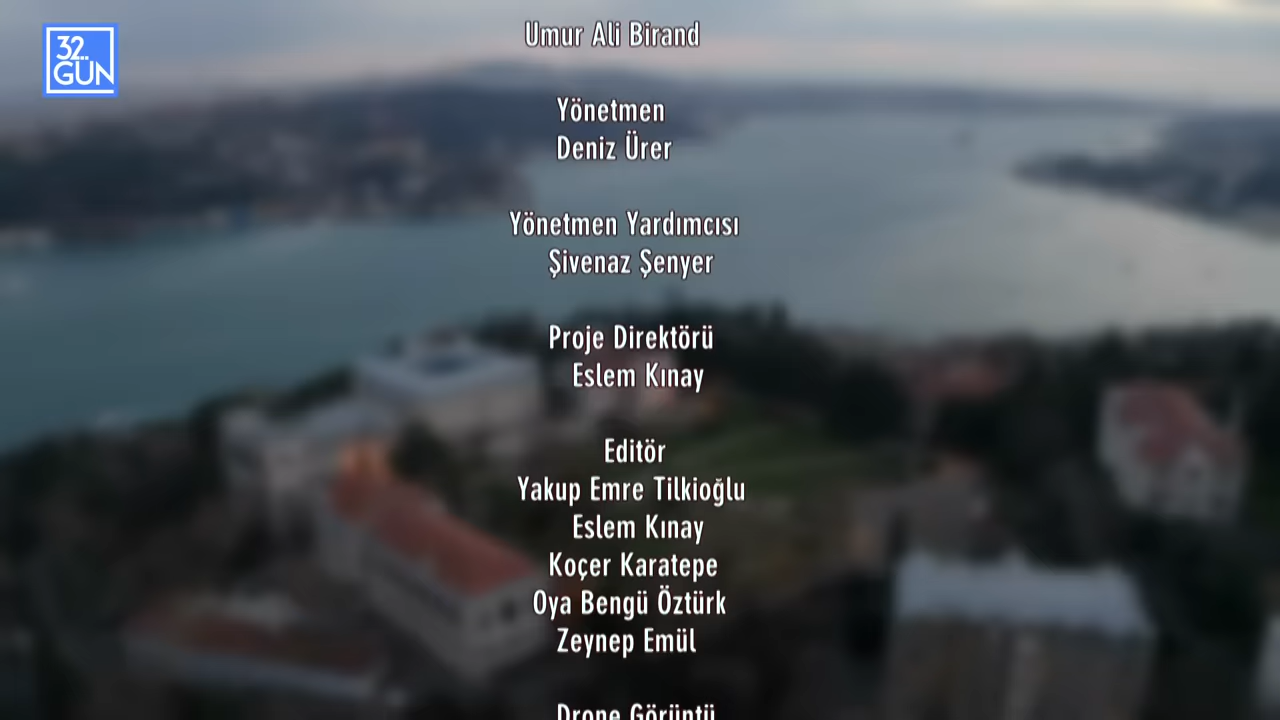 32.
GÜN
Umur Ali Birand
Yönetmen
Deniz Ürer
Yönetmen Yardımcısı
Şivenaz Şenyer
Proje Direktörü
Eslem Kınay
Editör
Yakup Emre Tilkioğlu
Eslem Kınay
Koçer Karatepe
Oya Bengü Öztürk
Zeynep Emül
Drone Görüntü